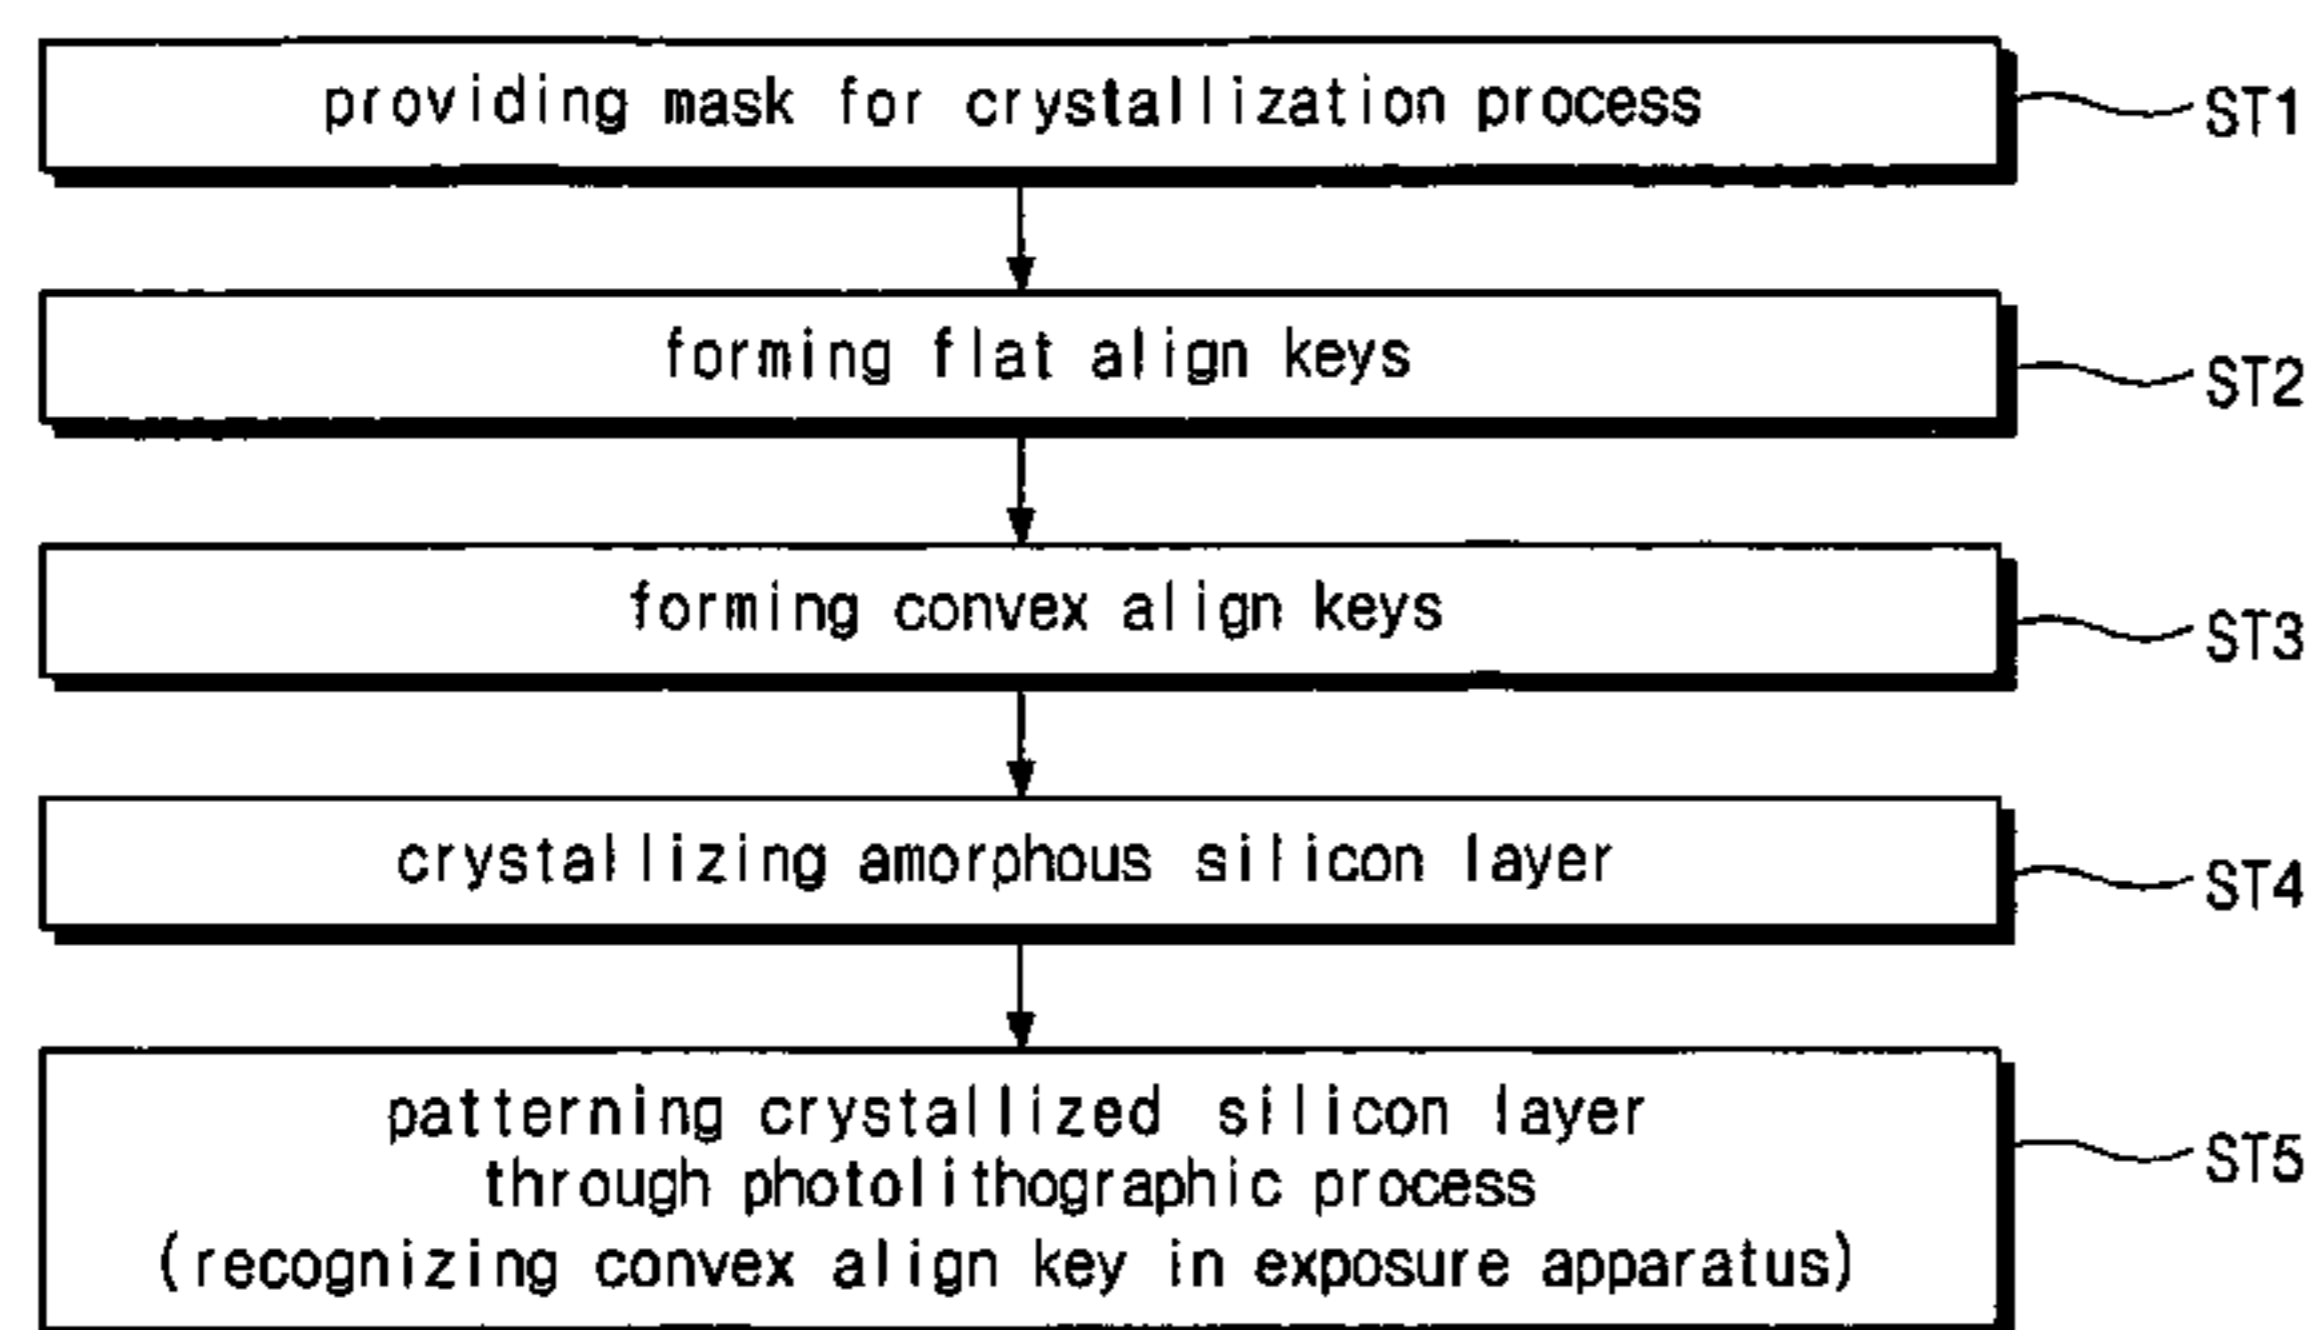 providing mask for crystallization process
ST1
forming flat align keys
ST2
forming convex align keys
ST3
crystallizing amorphous silicon layer
ST4
patterning crystallized silicon layer
through photolithographic process
(recognizing convex align key in exposure apparatus)
ST5